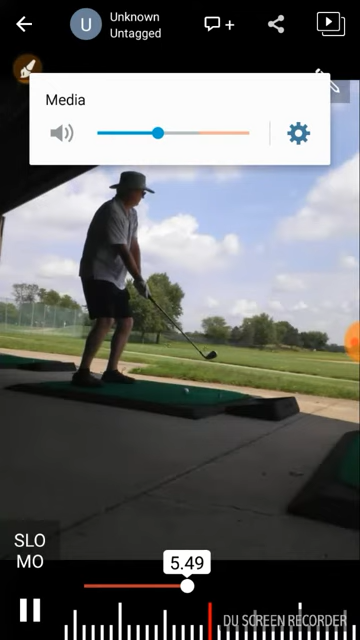 U
Unknown
Untagged
Media
SLO
MO
5.49
DU SCREEN RECORDER